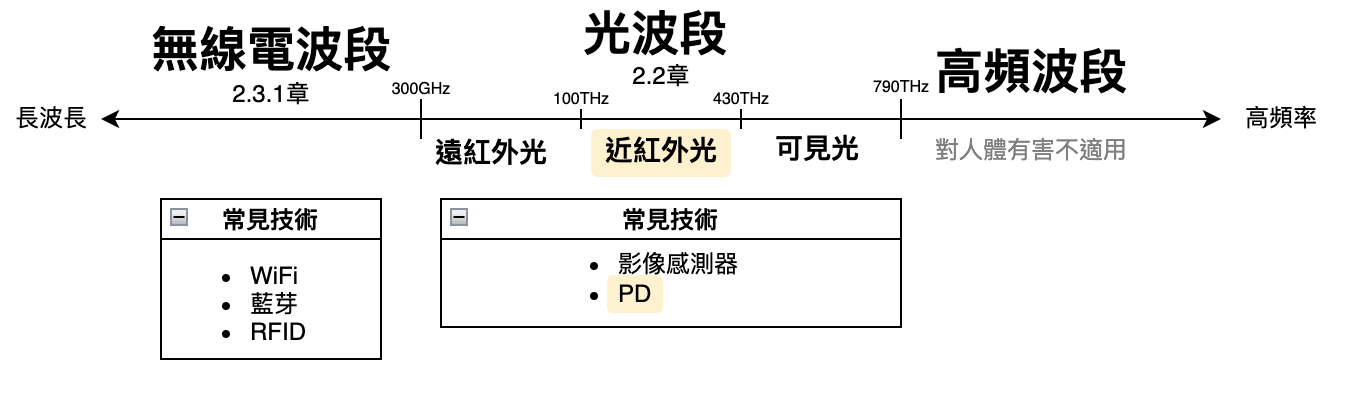 無線電波段
2.3.1章
光波段
2.2章
高頻波段
長波長
300GHz
100THz
430THz
790THz
高頻率
遠紅外光
近紅外光
可見光
對人體有害不適用
常見技術
• WiFi
• 藍芽
• RFID
常見技術
• 影像感測器
• PD